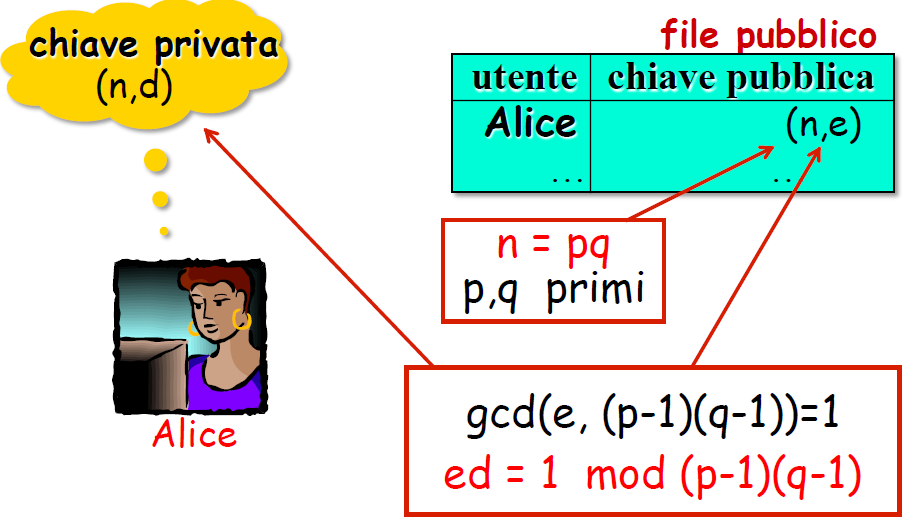 chiave privata
(n,d)
file pubblico
utente chiave pubblica
Alice (n,e)
... ..
n = pq
p,q primi
Alice
gcd(e, (p-1)(q-1))=1
ed = 1 mod (p-1)(q-1)